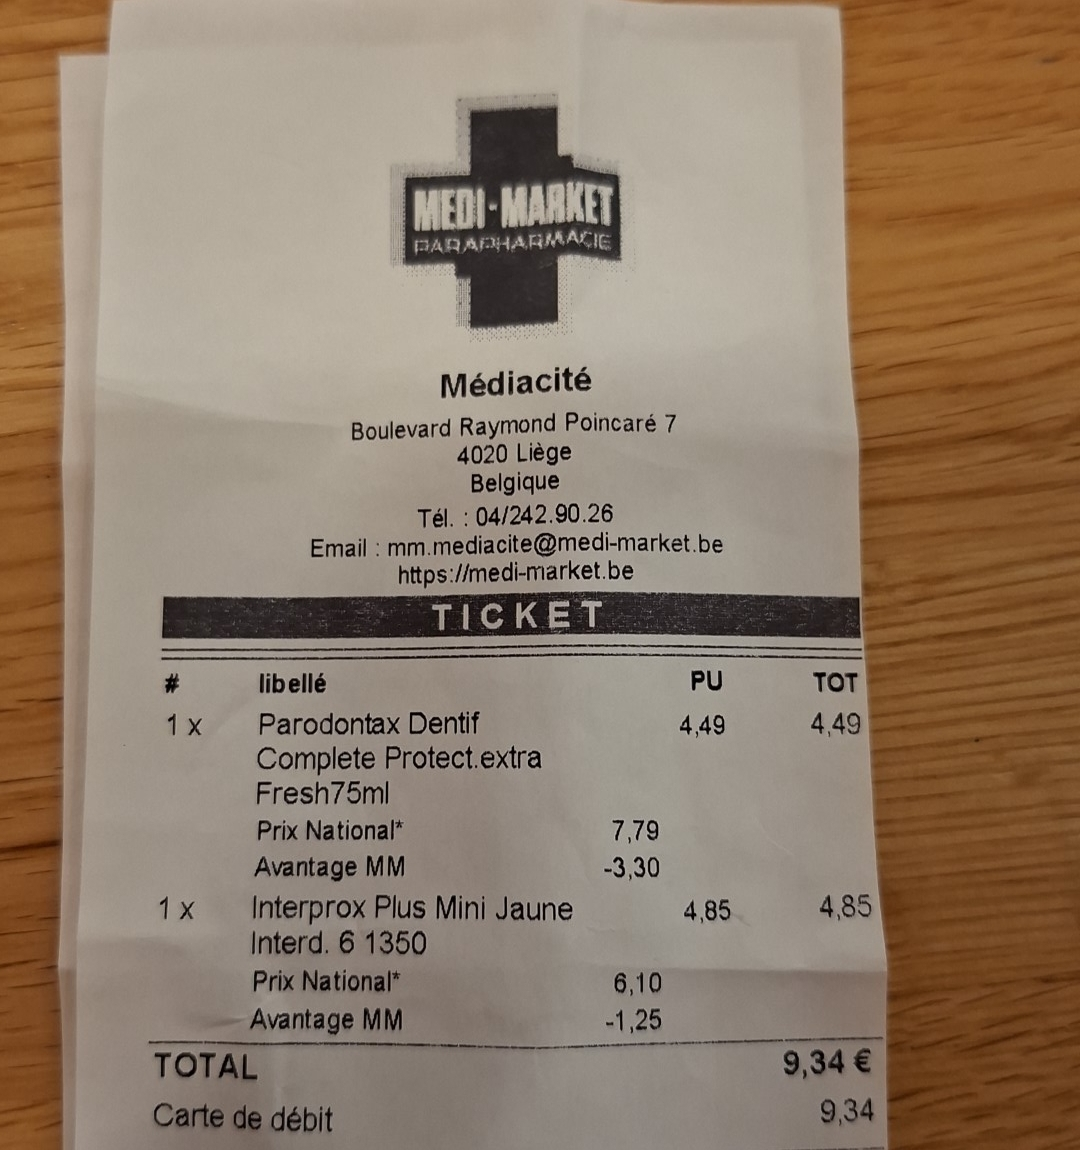 MEDI-MARKET
PARAPHARMACIE
Médiacité
Boulevard Raymond Poincaré 7
4020 Liège
Belgique
Tél. : 04/242.90.26
Email : mm.mediacite@medi-market.be
https://medi-market.be
TICKET
# libellé PU TOT
1 x Parodontax Dentif 4,49 4,49
Complete Protect.extra
Fresh75ml
Prix National* 7,79
Avantage MM -3,30
1 x Interprox Plus Mini Jaune 4,85 4,85
Interd. 6 1350
Prix National* 6,10
Avantage MM -1,25
TOTAL 9,34 €
Carte de débit 9,34